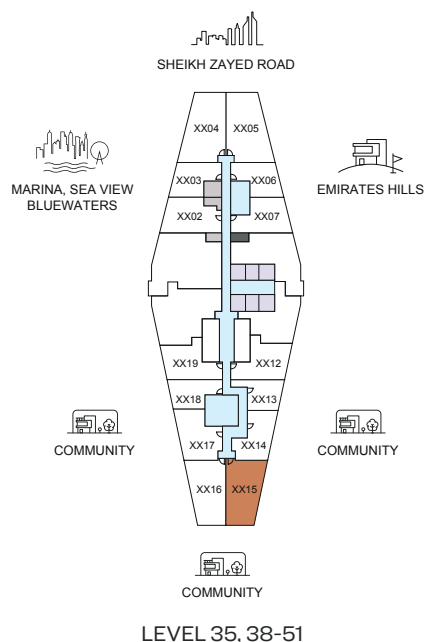 SHEIKH ZAYED ROAD
XX04
XX05
MARINA, SEA VIEW
BLUEWATERS
EMIRATES HILLS
XX03
XX06
XX02
XX07
XX19
XX12
XX18
XX13
XX17
XX14
COMMUNITY
COMMUNITY
XX16
XX15
COMMUNITY
LEVEL 35, 38-51